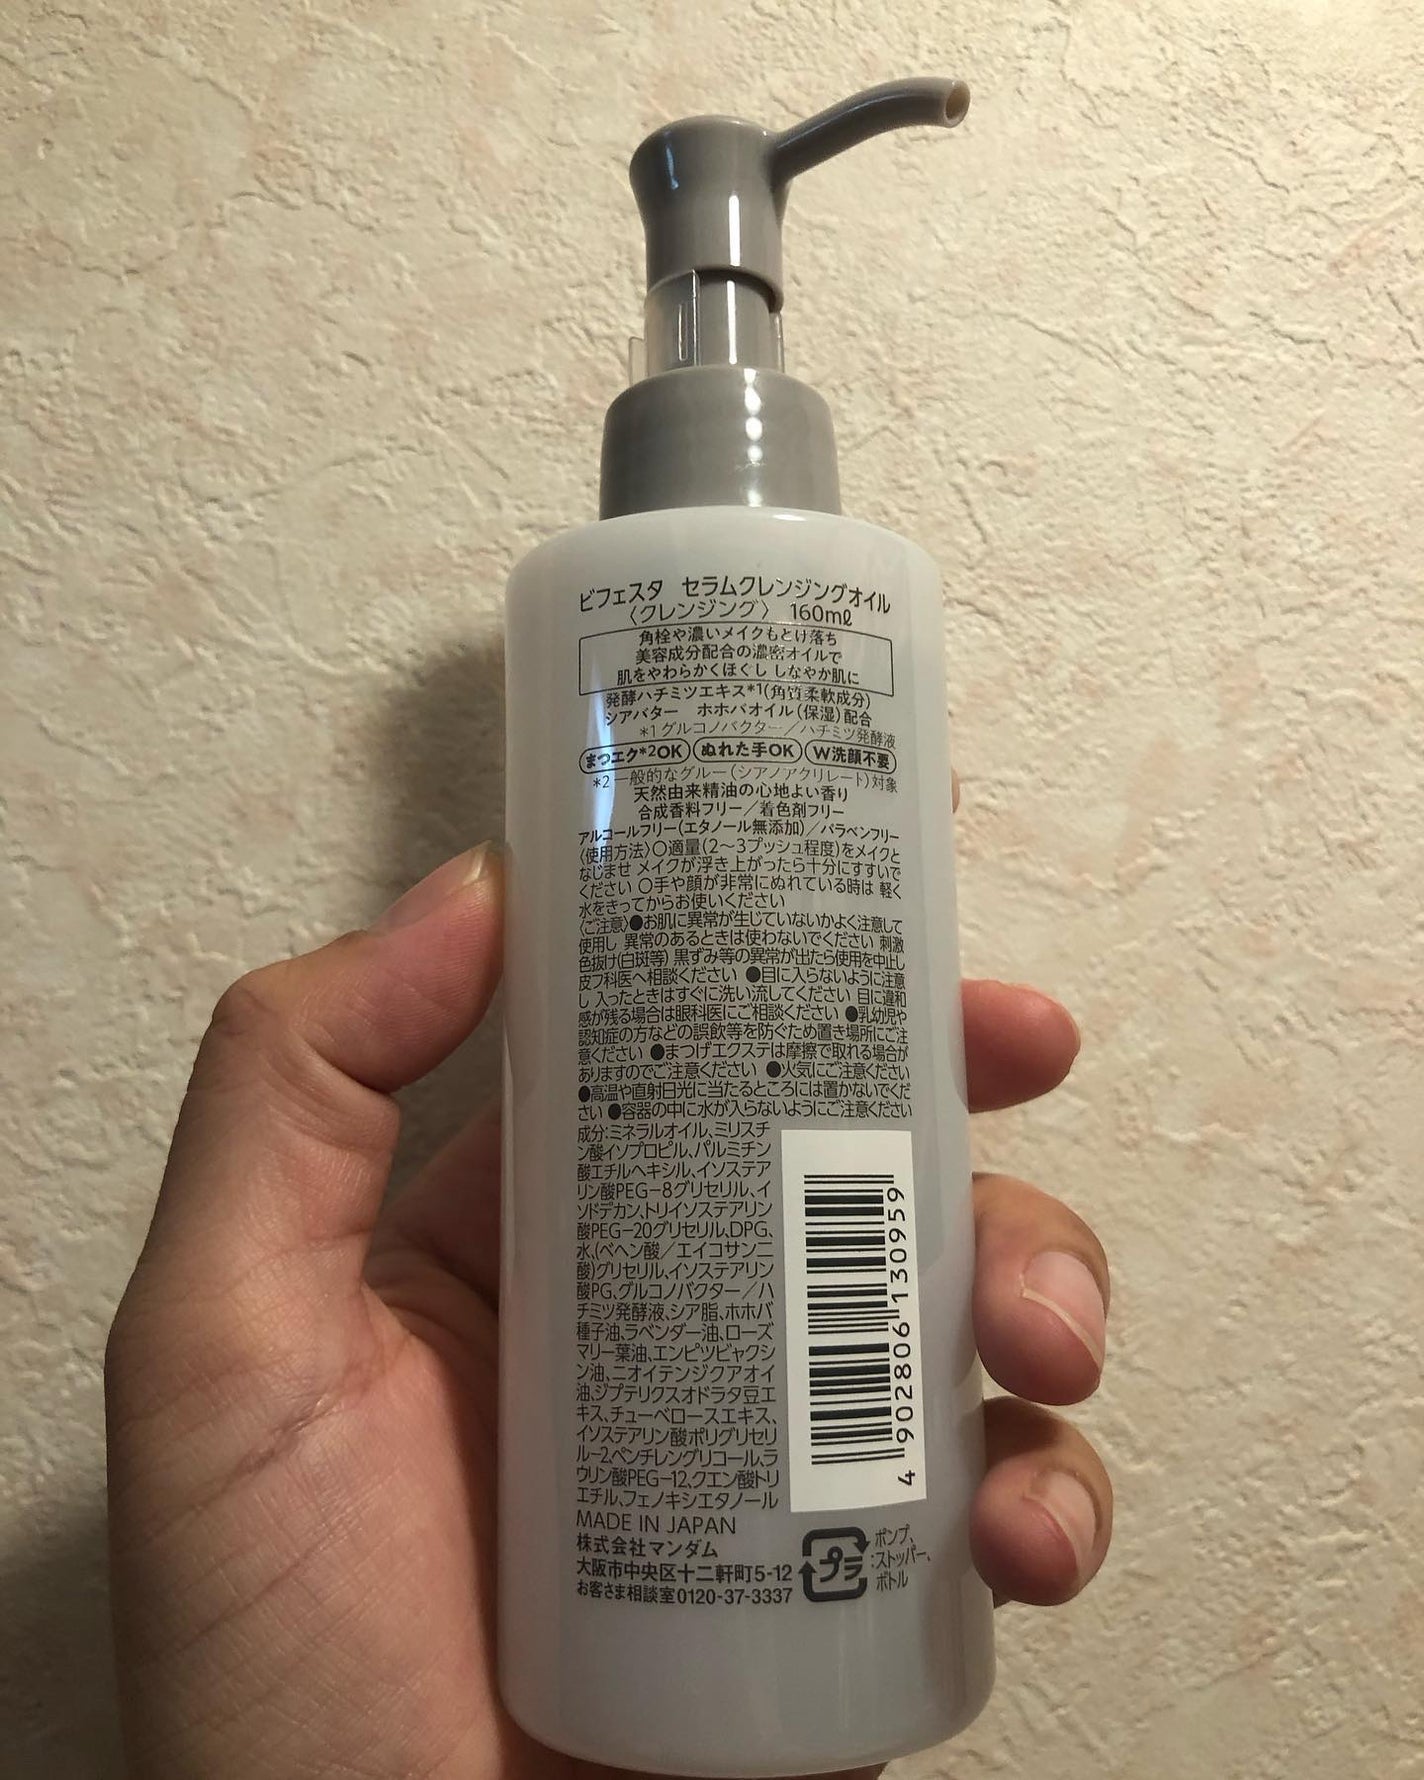 ビフェスタ セラムクレンジングオイル
〈クレンジング〉 160mℓ
角栓や濃いメイクもとけ落ち
美容成分配合の濃密オイルで
肌をやわらかくほぐし しなやか肌に
発酵ハチミツエキス*1(角質柔軟成分)
シアバター ホホバオイル(保湿)配合
*1グルコノバクター／ハチミツ発酵液
まつエク*2OK ぬれた手OK W洗顔不要
*2 一般的なグルー(シアノアクリレート)対象
天然由来精油の心地よい香り
合成香料フリー／着色剤フリー
アルコールフリー(エタノール無添加)／パラベンフリー
〈使用方法〉○適量(2～3プッシュ程度)をメイクと
なじませ メイクが浮き上がったら十分にすすいで
ください ○手や顔が非常にぬれている時は 軽く
水をきってからお使いください
〈ご注意〉●お肌に異常が生じていないかよく注意して
使用し 異常のあるときは使わないでください 刺激
色抜け(白斑等) 黒ずみ等の異常が出たら使用を中止し
皮フ科医へ相談ください ●目に入らないように注意
し 入ったときはすぐに洗い流してください 目に違和
感が残る場合は眼科医にご相談ください ●乳幼児や
認知症の方などの誤飲等を防ぐため置き場所にご注
意ください ●まつげエクステは摩擦で取れる場合が
ありますのでご注意ください ●火気にご注意ください
●高温や直射日光に当たるところには置かないでくだ
さい ●容器の中に水が入らないようにご注意ください
成分:ミネラルオイル、ミリスチ
ン酸イソプロピル、パルミチン
酸エチルヘキシル、イソステア
リン酸PEG-8グリセリル、イ
ソドデカン、トリイソステアリン
酸PEG-20グリセリル、DPG、
水、(ベヘン酸／エイコサン二
酸)グリセリル、イソステアリン
酸PG、グルコノバクター／ハ
チミツ発酵液、シア脂、ホホバ
種子油、ラベンダー油、ローズ
マリー葉油、エンピツビャクシ
ン油、ニオイテンジクアオイ
油、ジプテリクスオドラタ豆エ
キス、チューベロースエキス、
イソステアリン酸ポリグリセリ
ル-2、ペンチレングリコール、ラ
ウリン酸PEG-12、クエン酸トリ
エチル、フェノキシエタノール
4 902806 130959
MADE IN JAPAN
株式会社マンダム
大阪市中央区十二軒町5-12
お客さま相談室0120-37-3337
プラ
ポンプ、
:ストッパー、
ボトル